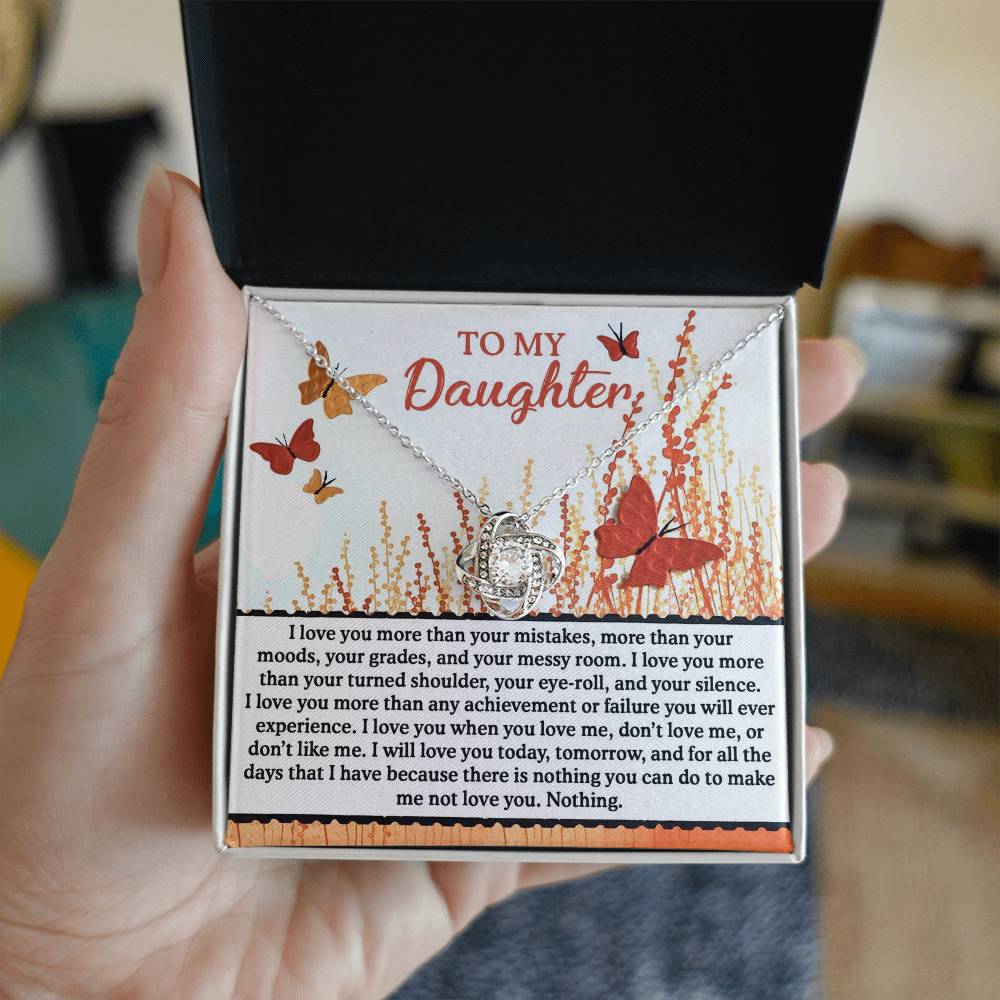 TO MY
Daughter,
I love you more than your mistakes, more than your
moods, your grades, and your messy room. I love you more
than your turned shoulder, your eye-roll, and your silence.
I love you more than any achievement or failure you will ever
experience. I love you when you love me, don’t love me, or
don’t like me. I will love you today, tomorrow, and for all the
days that I have because there is nothing you can do to make
me not love you. Nothing.